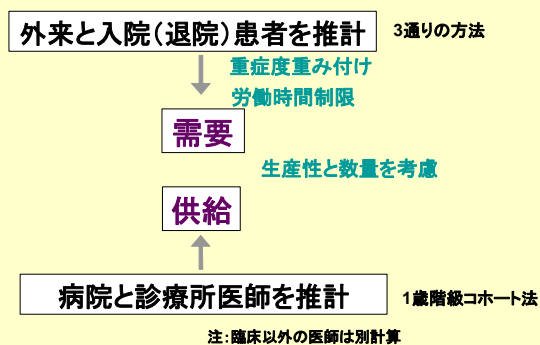 外来と入院(退院)患者を推計 3通りの方法
重症度重み付け
労働時間制限
需要
生産性と数量を考慮
供給
病院と診療所医師を推計 1歳階級コホート法
注:臨床以外の医師は別計算